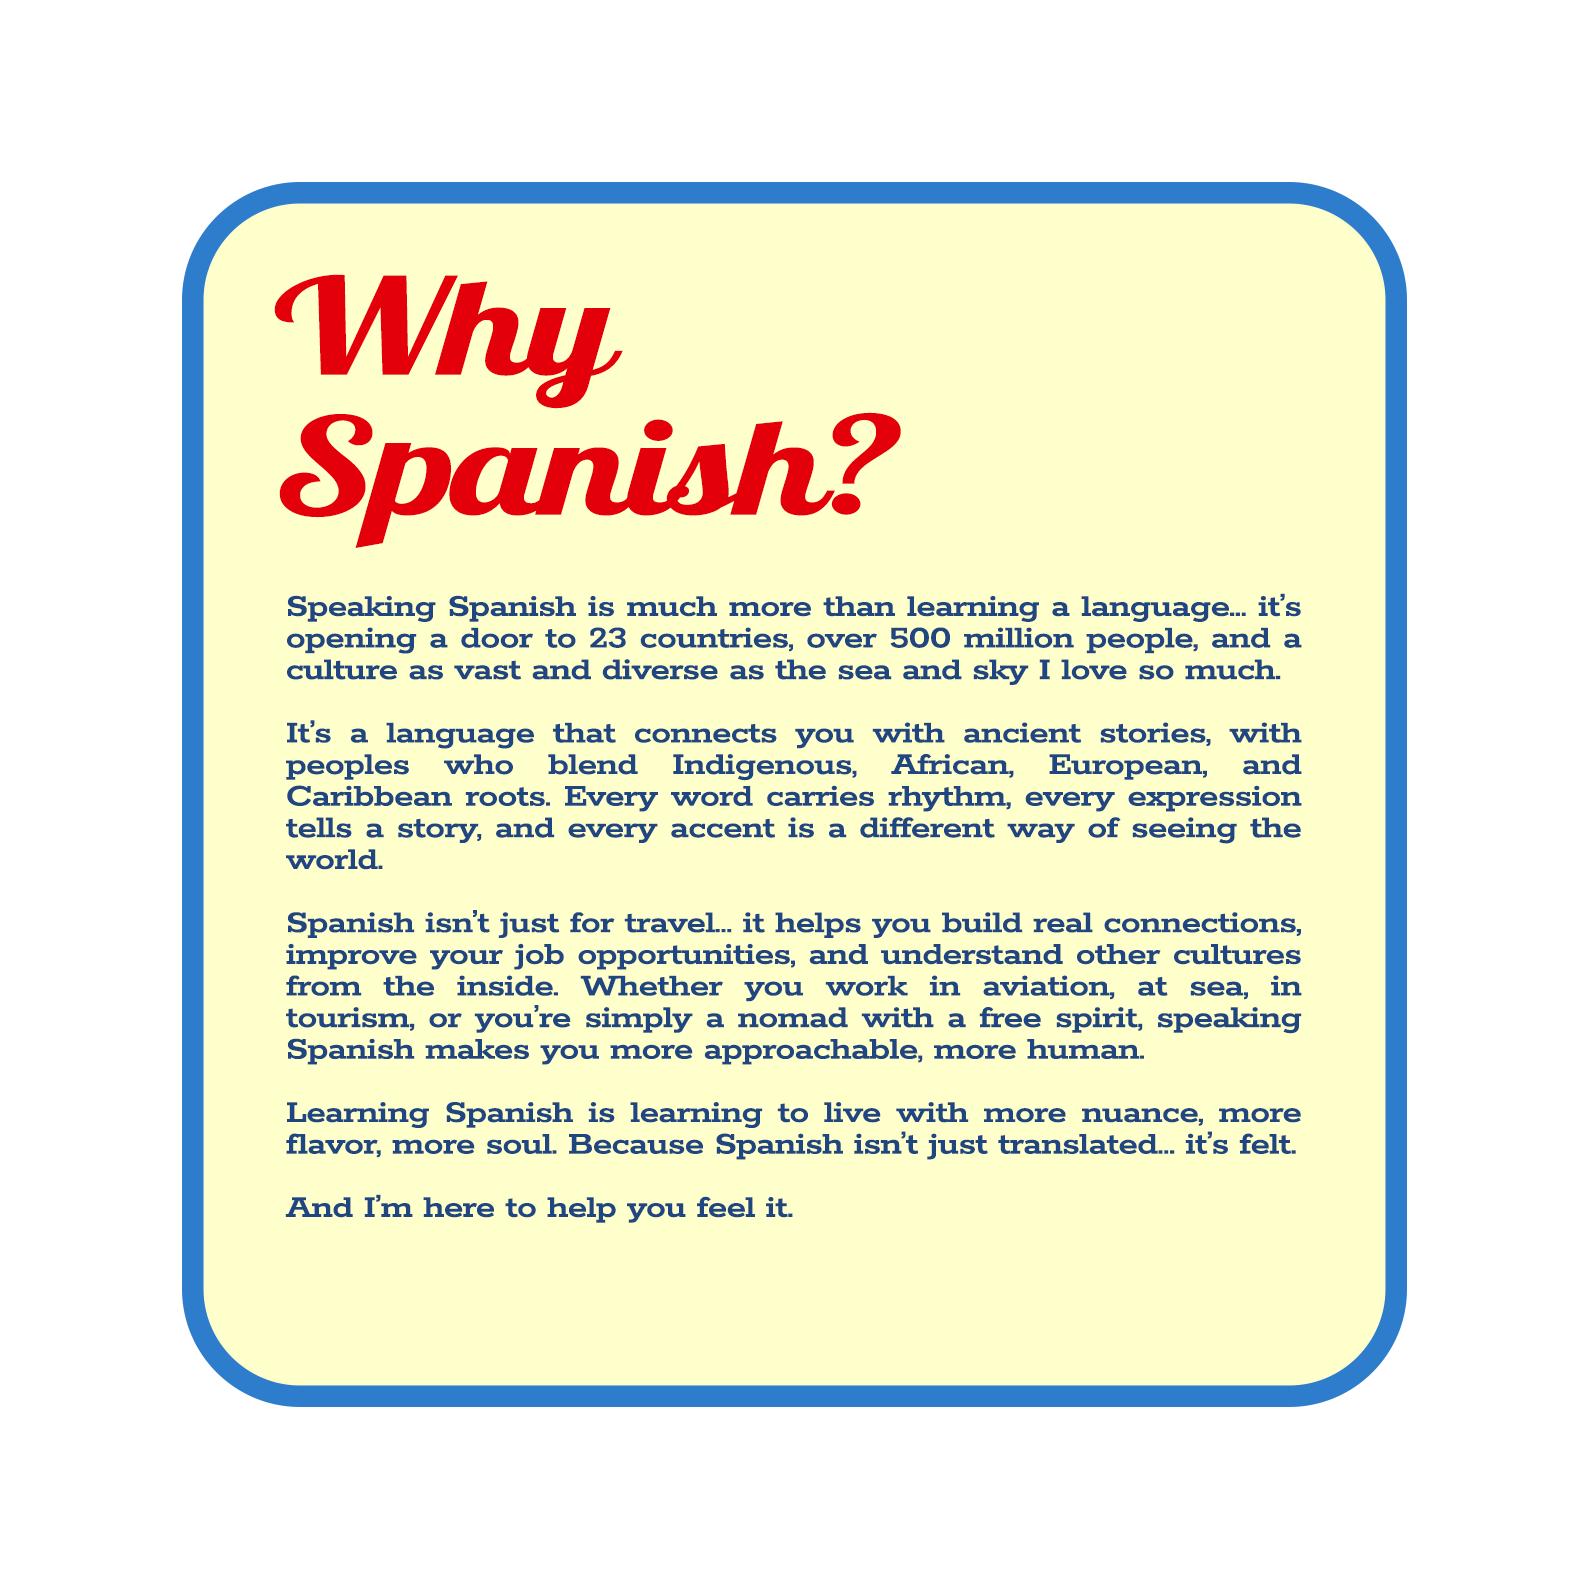 Why
Spanish?
Speaking Spanish is much more than learning a language... it's
opening a door to 23 countries, over 500 million people, and a
culture as vast and diverse as the sea and sky I love so much.
It's a language that connects you with ancient stories, with
peoples who blend Indigenous, African, European, and
Caribbean roots. Every word carries rhythm, every expression
tells a story, and every accent is a different way of seeing the
world.
Spanish isn't just for travel... it helps you build real connections,
improve your job opportunities, and understand other cultures
from the inside. Whether you work in aviation, at sea, in
tourism, or you're simply a nomad with a free spirit, speaking
Spanish makes you more approachable, more human.
Learning Spanish is learning to live with more nuance, more
flavor, more soul. Because Spanish isn't just translated... it's felt.
And I'm here to help you feel it.